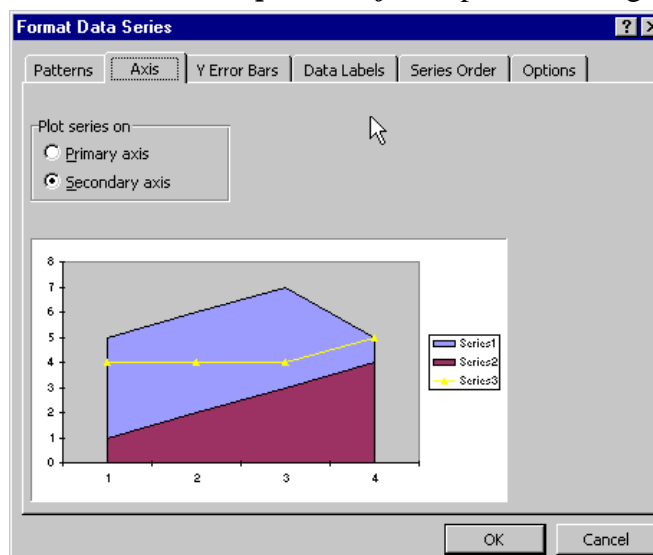 Format Data Series
Patterns Axis Y Error Bars Data Labels Series Order Options
Plot series on
Primary axis
Secondary axis
8
7
6
5
4
3
2
1
0
1 2 3 4
Series1
Series2
Series3
OK Cancel